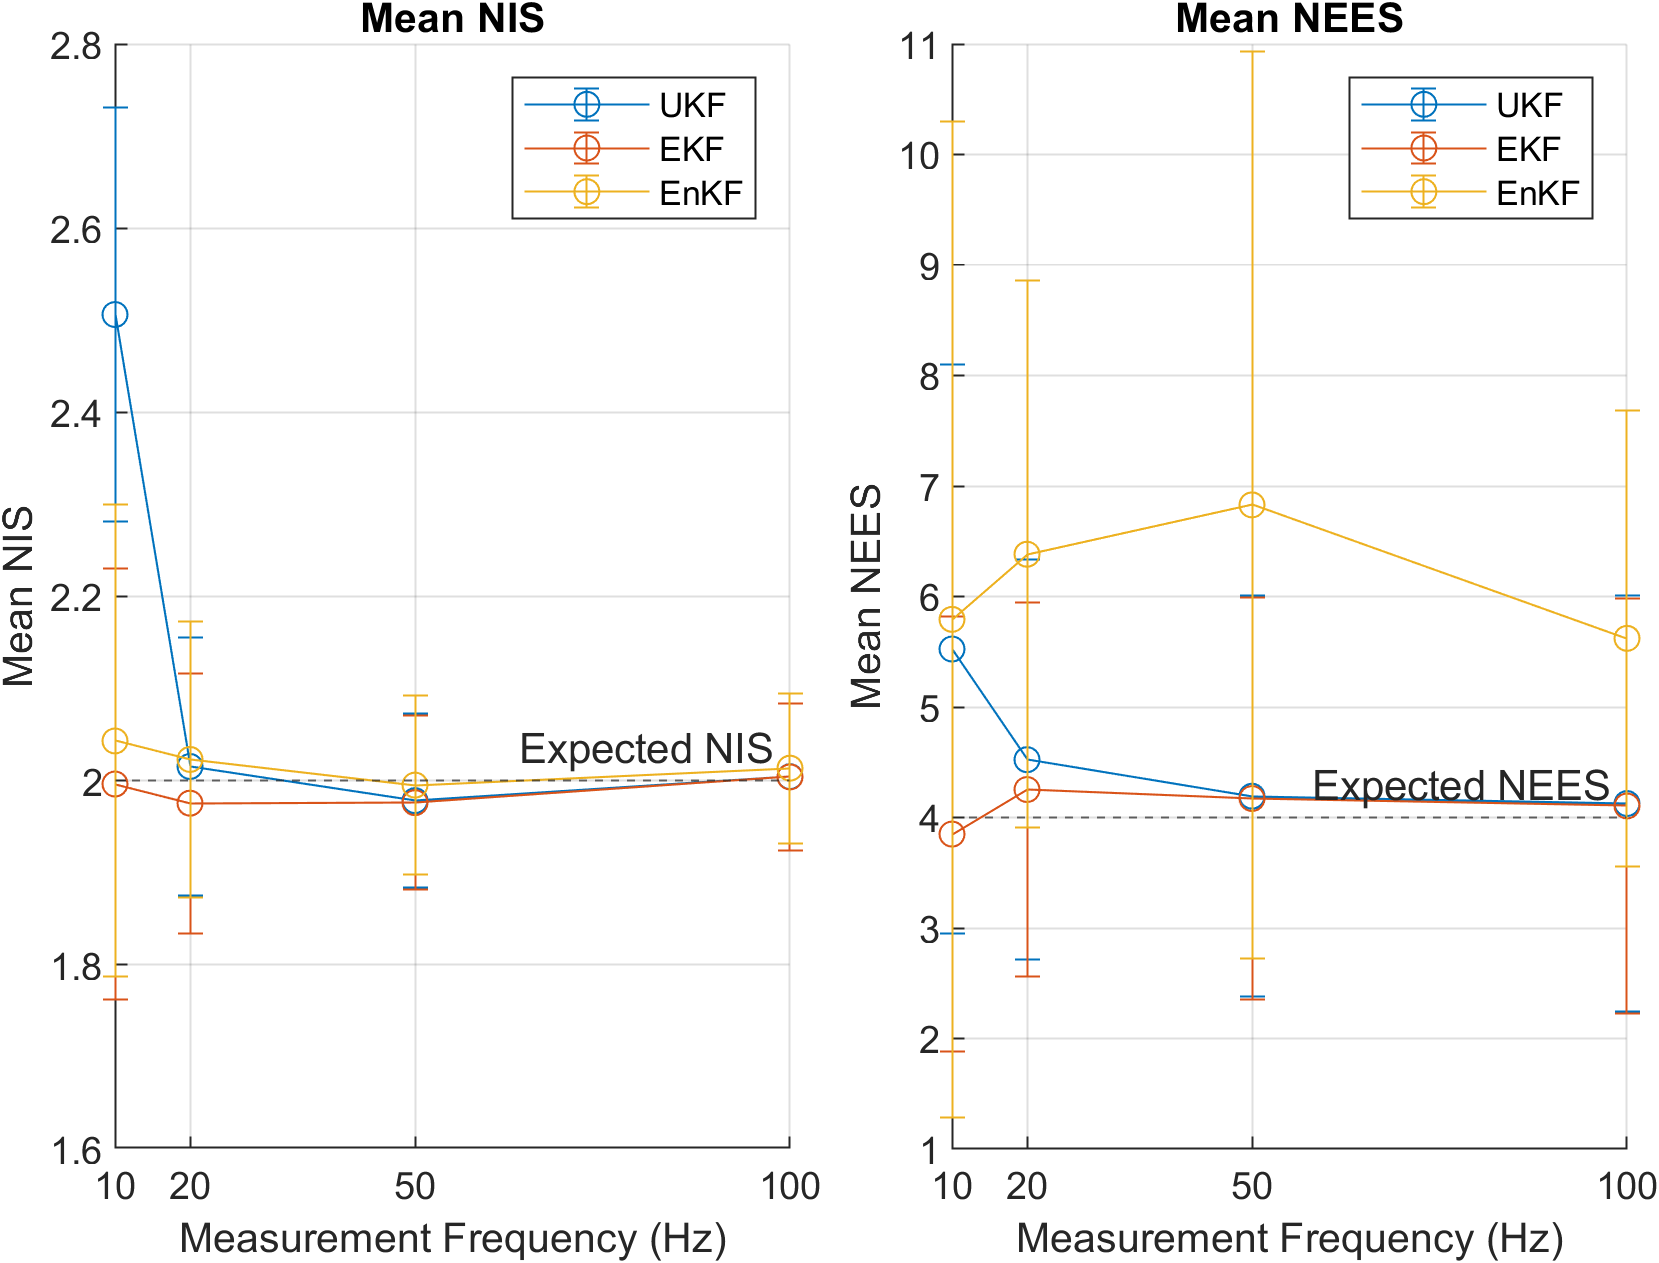 Mean NIS
2.8
2.6
2.4
2.2
2
1.8
1.6
Mean NIS
UKF
EKF
EnKF
Expected NIS
10 20 50 100
Measurement Frequency (Hz)
Mean NEES
11
10
9
8
7
6
5
4
3
2
1
Mean NEES
UKF
EKF
EnKF
Expected NEES
10 20 50 100
Measurement Frequency (Hz)